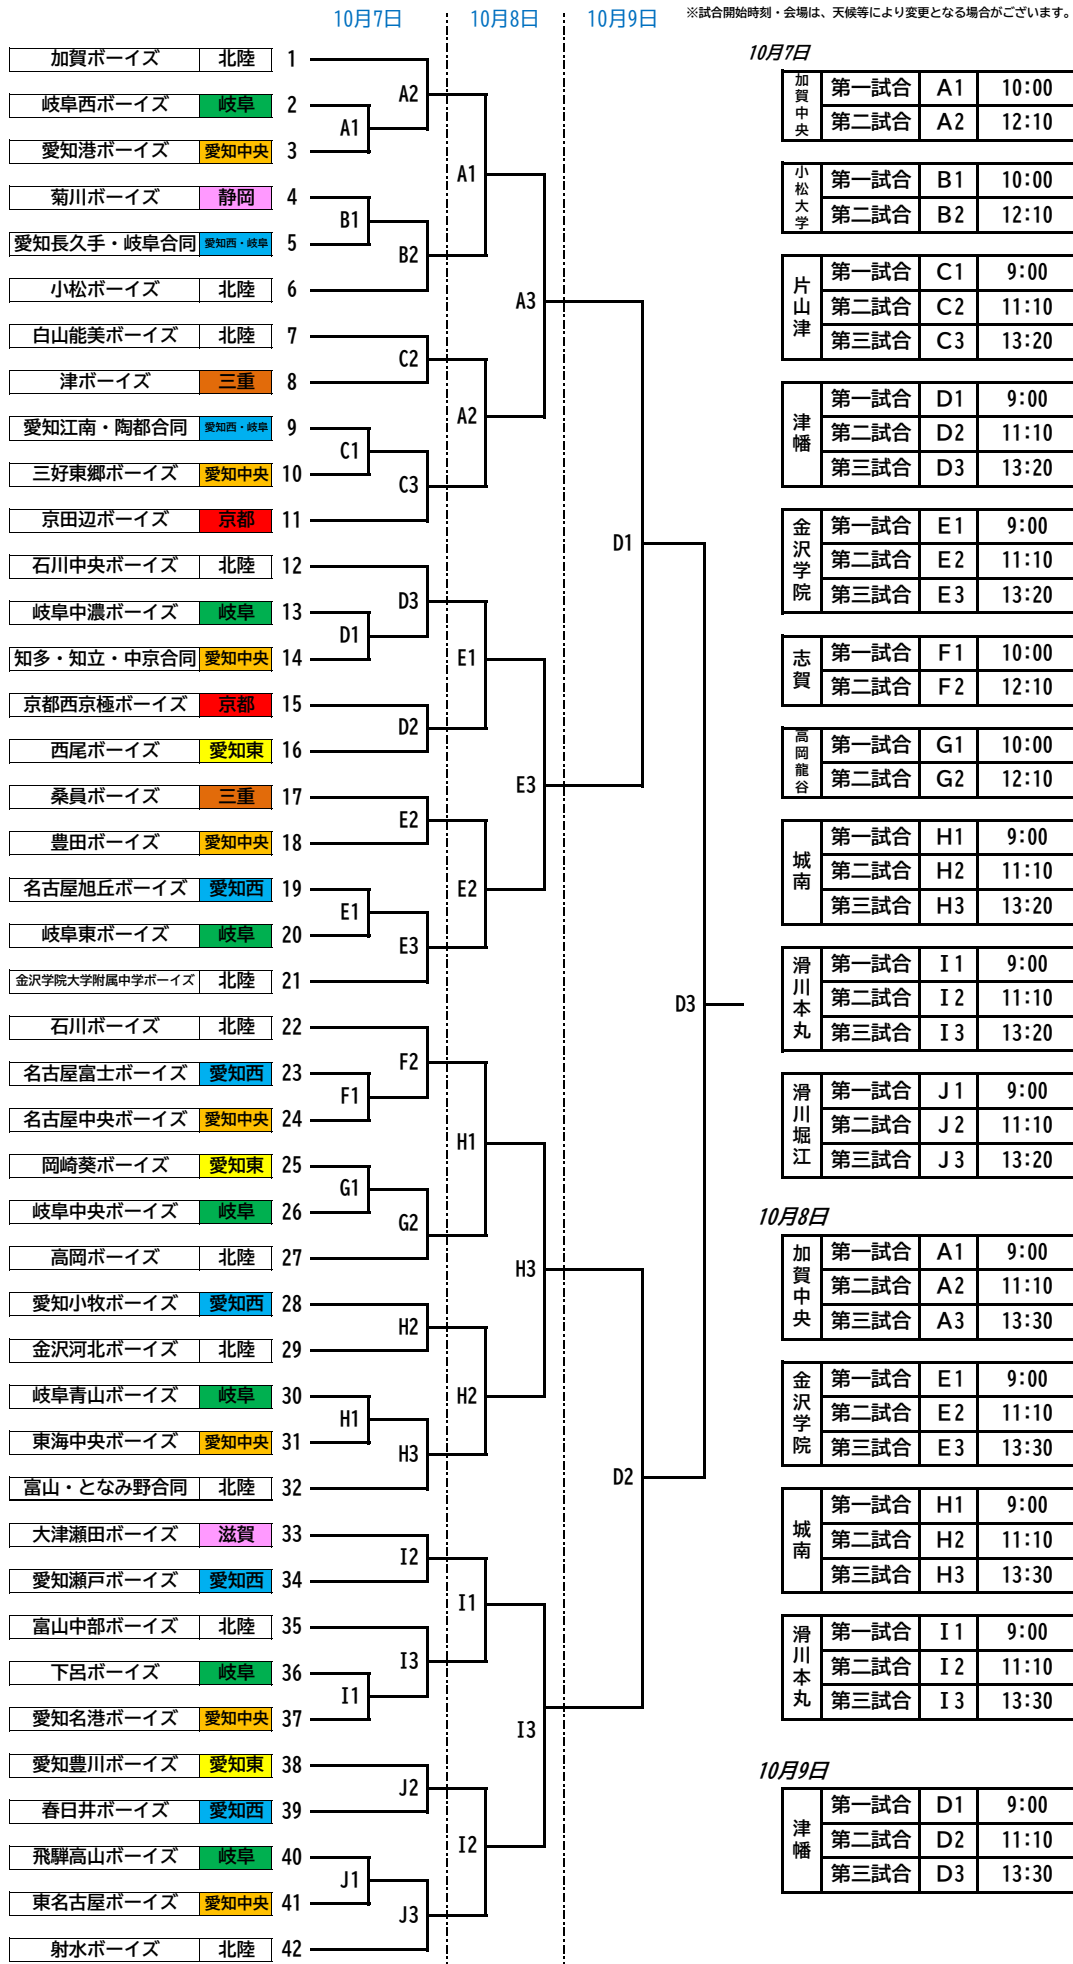 10月7日 10月8日 10月9日 ※試合開始時刻・会場は、天候等により変更となる場合がございます。
加賀ボーイズ 北陸 1
岐阜西ボーイズ 岐阜 2
愛知港ボーイズ 愛知中央 3
菊川ボーイズ 静岡 4
愛知長久手・岐阜合同 愛知西・岐阜 5
小松ボーイズ 北陸 6
白山能美ボーイズ 北陸 7
津ボーイズ 三重 8
愛知江南・陶都合同 愛知西・岐阜 9
三好東郷ボーイズ 愛知中央 10
京田辺ボーイズ 京都 11
石川中央ボーイズ 北陸 12
岐阜中濃ボーイズ 岐阜 13
知多・知立・中京合同 愛知中央 14
京都西京極ボーイズ 京都 15
西尾ボーイズ 愛知東 16
桑員ボーイズ 三重 17
豊田ボーイズ 愛知中央 18
名古屋旭丘ボーイズ 愛知西 19
岐阜東ボーイズ 岐阜 20
金沢学院大学附属中学ボーイズ 北陸 21
石川ボーイズ 北陸 22
名古屋富士ボーイズ 愛知西 23
名古屋中央ボーイズ 愛知中央 24
岡崎葵ボーイズ 愛知東 25
岐阜中央ボーイズ 岐阜 26
高岡ボーイズ 北陸 27
愛知小牧ボーイズ 愛知西 28
金沢河北ボーイズ 北陸 29
岐阜青山ボーイズ 岐阜 30
東海中央ボーイズ 愛知中央 31
富山・となみ野合同 北陸 32
大津瀬田ボーイズ 滋賀 33
愛知瀬戸ボーイズ 愛知西 34
富山中部ボーイズ 北陸 35
下呂ボーイズ 岐阜 36
愛知名港ボーイズ 愛知中央 37
愛知豊川ボーイズ 愛知東 38
春日井ボーイズ 愛知西 39
飛騨高山ボーイズ 岐阜 40
東名古屋ボーイズ 愛知中央 41
射水ボーイズ 北陸 42
A1
B1
C1
D1
E1
F1
G1
H1
I1
J1
A2
B2
C2
C3
D3
D2
E2
E3
F2
G2
H2
H3
I2
I3
J2
J3
A1
A2
E1
E2
H1
H2
I1
I2
A3
E3
H3
I3
D1
D2
D3
10月7日
加賀中央
第一試合 A1 10:00
第二試合 A2 12:10
小松大学
第一試合 B1 10:00
第二試合 B2 12:10
片山津
第一試合 C1 9:00
第二試合 C2 11:10
第三試合 C3 13:20
津幡
第一試合 D1 9:00
第二試合 D2 11:10
第三試合 D3 13:20
金沢学院
第一試合 E1 9:00
第二試合 E2 11:10
第三試合 E3 13:20
志賀
第一試合 F1 10:00
第二試合 F2 12:10
高岡龍谷
第一試合 G1 10:00
第二試合 G2 12:10
城南
第一試合 H1 9:00
第二試合 H2 11:10
第三試合 H3 13:20
滑川本丸
第一試合 I1 9:00
第二試合 I2 11:10
第三試合 I3 13:20
滑川堀江
第一試合 J1 9:00
第二試合 J2 11:10
第三試合 J3 13:20
10月8日
加賀中央
第一試合 A1 9:00
第二試合 A2 11:10
第三試合 A3 13:30
金沢学院
第一試合 E1 9:00
第二試合 E2 11:10
第三試合 E3 13:30
城南
第一試合 H1 9:00
第二試合 H2 11:10
第三試合 H3 13:30
滑川本丸
第一試合 I1 9:00
第二試合 I2 11:10
第三試合 I3 13:30
10月9日
津幡
第一試合 D1 9:00
第二試合 D2 11:10
第三試合 D3 13:30